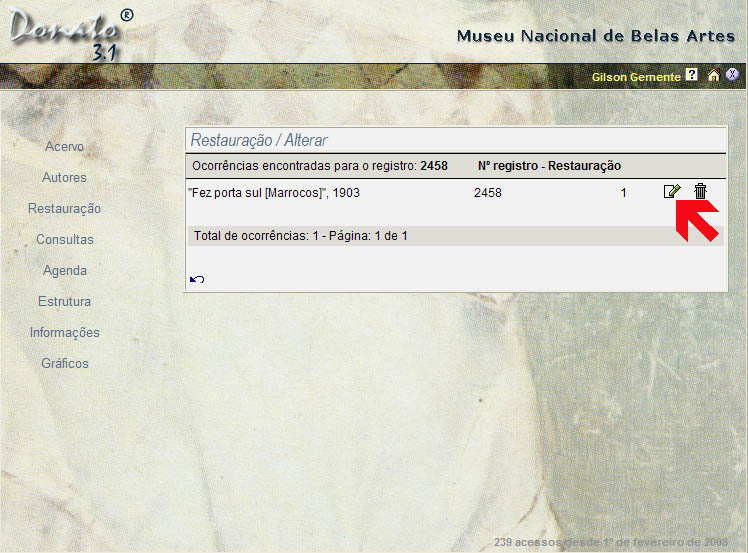 Donato®
3.1
Museu Nacional de Belas Artes
Gilson Gemente ? X
Restauração / Alterar
Ocorrências encontradas para o registro: 2458 Nº registro - Restauração
"Fez porta sul [Marrocos]", 1903 2458 1
Total de ocorrências: 1 - Página: 1 de 1
Acervo
Autores
Restauração
Consultas
Agenda
Estrutura
Informações
Gráficos
239 acessos desde 1º de fevereiro de 2008